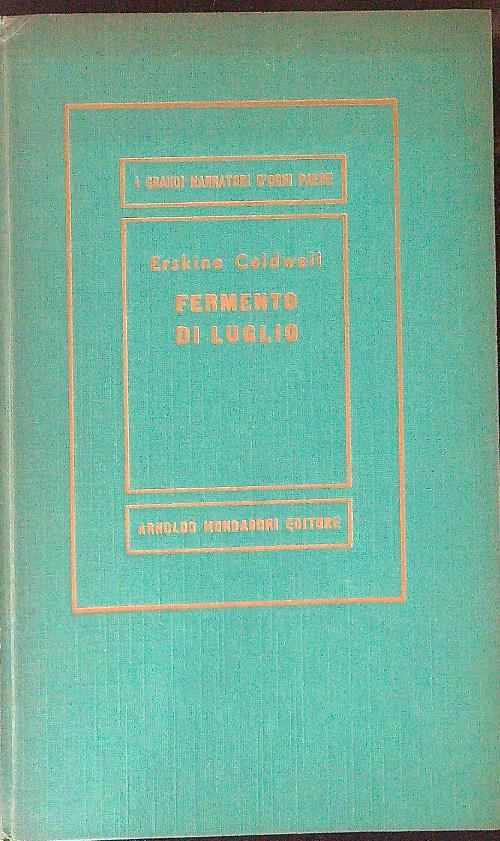 I GRANDI NARRATORI D'OGNI PAESE
Erskine Caldwell
FERMENTO
DI LUGLIO
ARNOLDO MONDADORI EDITORE